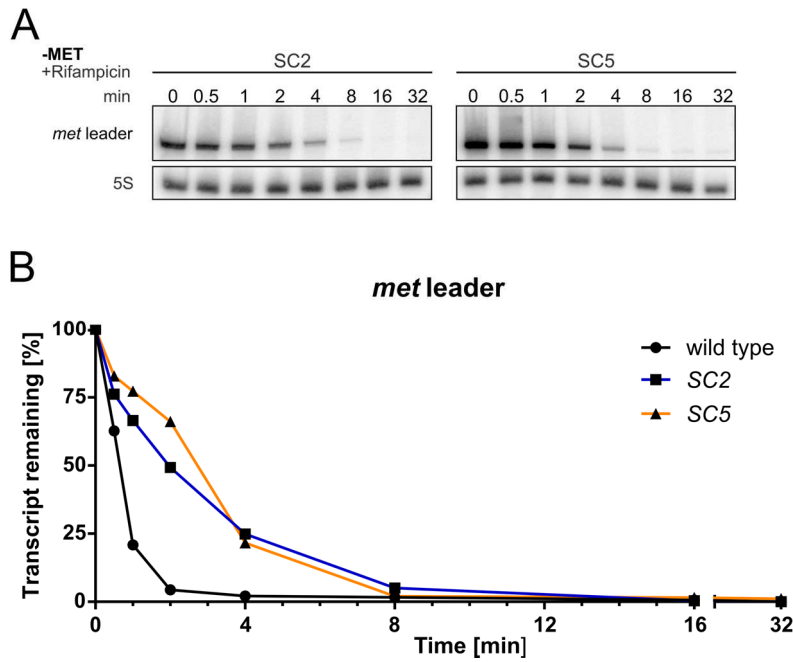 A
-MET
+Rifampicin
SC2
SC5
min
0 0.5 1 2 4 8 16 32
0 0.5 1 2 4 8 16 32
met leader
5S
B
met leader
Transcript remaining [%]
100
75
50
25
0
0 4 8 12 16 32
Time [min]
wild type
SC2
SC5